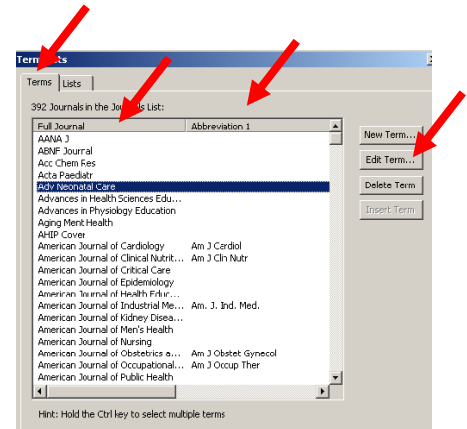 Terms Lists
392 Journals in the Journals List:
Full Journal Abbreviation 1
AANA J
ABNF Journal
Acc Chem Res
Acta Paediatr
Adv Neonatal Care
Advances in Health Sciences Edu...
Advances in Physiology Education
Aging Ment Health
AHIP Cover
American Journal of Cardiology Am J Cardiol
American Journal of Clinical Nutrit... Am J Clin Nutr
American Journal of Critical Care
American Journal of Epidemiology
American Journal of Health Educ...
American Journal of Industrial Me... Am. J. Ind. Med.
American Journal of Kidney Disea...
American Journal of Men's Health
American Journal of Nursing
American Journal of Obstetrics a... Am J Obstet Gynecol
American Journal of Occupational... Am J Occup Ther
American Journal of Public Health
New Term...
Edit Term...
Delete Term
Insert Term
Hint: Hold the Ctrl key to select multiple terms